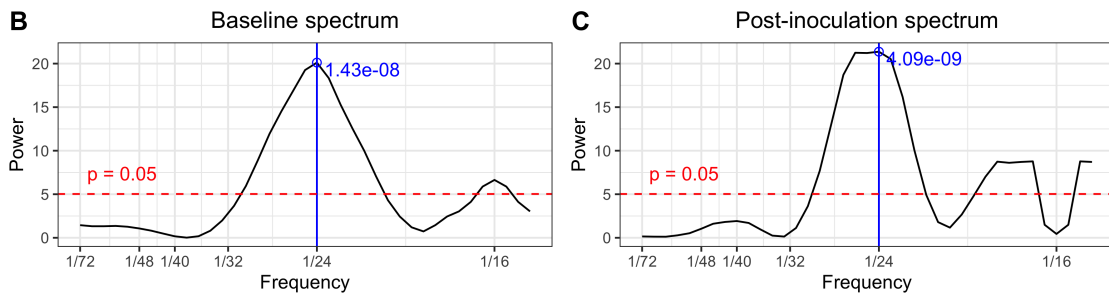 B
Baseline spectrum
Power
20
15
10
5
0
1.43e-08
p = 0.05
1/72
1/48
1/40
1/32
1/24
1/16
Frequency
C
Post-inoculation spectrum
Power
20
15
10
5
0
4.09e-09
p = 0.05
1/72
1/48
1/40
1/32
1/24
1/16
Frequency